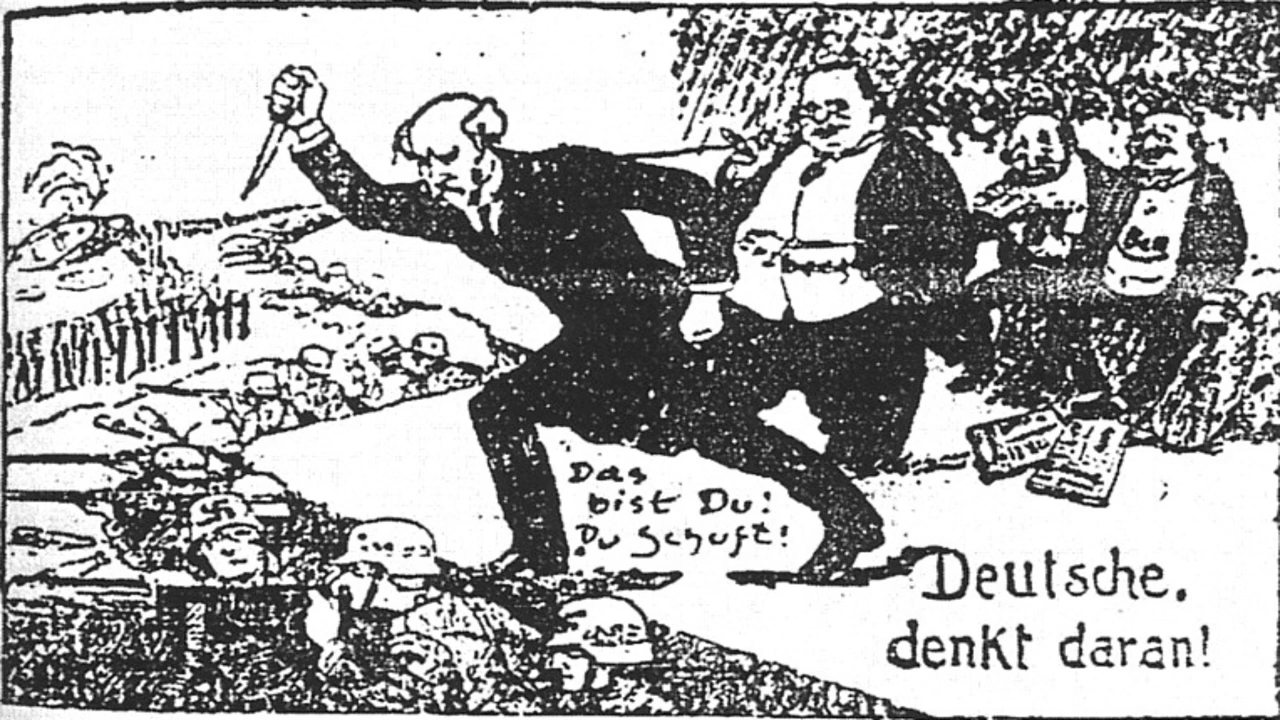 Das
bist Du!
Du Schuft!
Deutsche.
denkt daran!